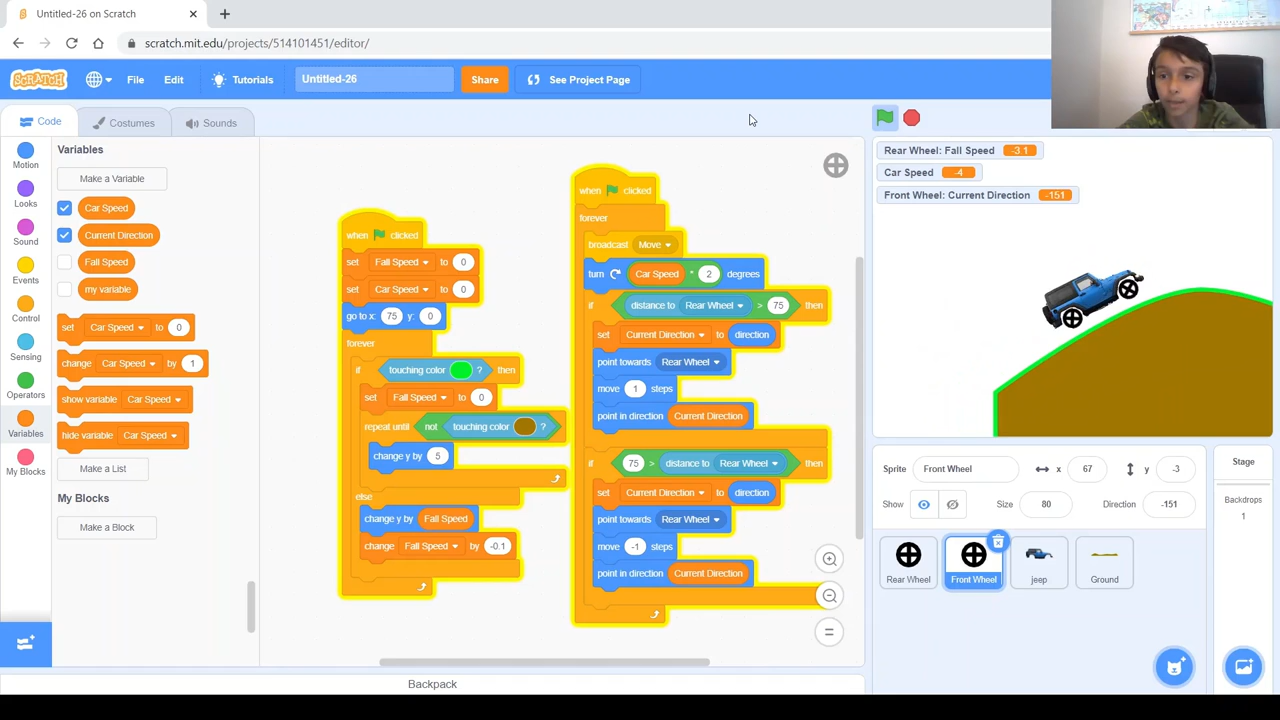 Untitled-26 on Scratch
scratch.mit.edu/projects/514101451/editor/
SCRATCH
File
Edit
Tutorials
Untitled-26
Share
See Project Page
Code
Costumes
Sounds
Motion
Looks
Sound
Events
Control
Sensing
Operators
Variables
My Blocks
Variables
Make a Variable
Car Speed
Current Direction
Fall Speed
my variable
set Car Speed to 0
change Car Speed by 1
show variable Car Speed
hide variable Car Speed
Make a List
My Blocks
Make a Block
when clicked
set Fall Speed to 0
set Car Speed to 0
go to x: 75 y: 0
forever
if touching color ? then
set Fall Speed to 0
repeat until not touching color ?
change y by 5
else
change y by Fall Speed
change Fall Speed by -0.1
when clicked
forever
broadcast Move
turn Car Speed * 2 degrees
if distance to Rear Wheel > 75 then
set Current Direction to direction
point towards Rear Wheel
move 1 steps
point in direction Current Direction
if 75 > distance to Rear Wheel then
set Current Direction to direction
point towards Rear Wheel
move -1 steps
point in direction Current Direction
Backpack
Rear Wheel: Fall Speed -3.1
Car Speed -4
Front Wheel: Current Direction -151
Sprite Front Wheel x 67 y -3
Show Size 80 Direction -151
Rear Wheel
Front Wheel
jeep
Ground
Stage
Backdrops
1